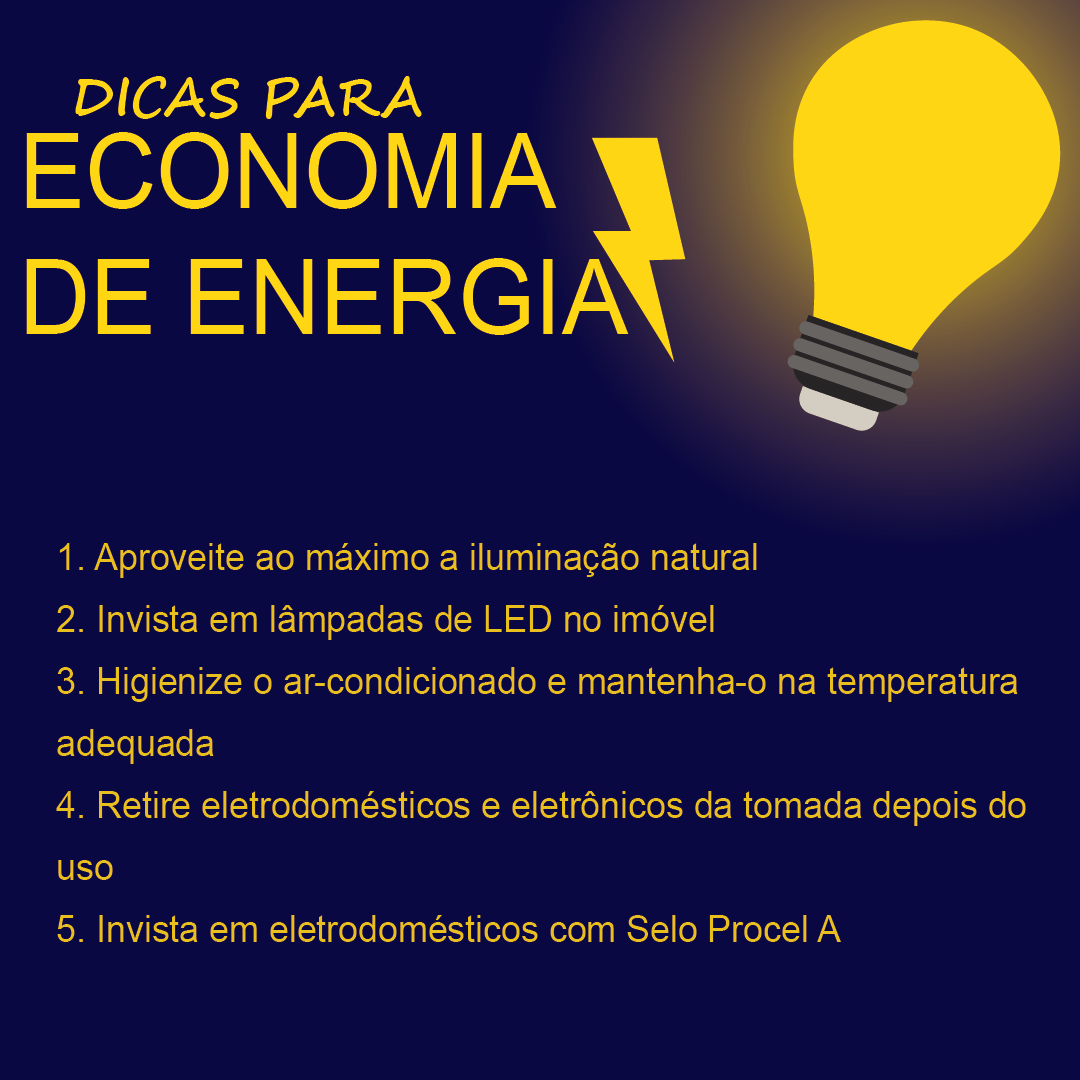 DICAS PARA
ECONOMIA
DE ENERGIA
1. Aproveite ao máximo a iluminação natural
2. Invista em lâmpadas de LED no imóvel
3. Higienize o ar-condicionado e mantenha-o na temperatura
adequada
4. Retire eletrodomésticos e eletrônicos da tomada depois do
uso
5. Invista em eletrodomésticos com Selo Procel A